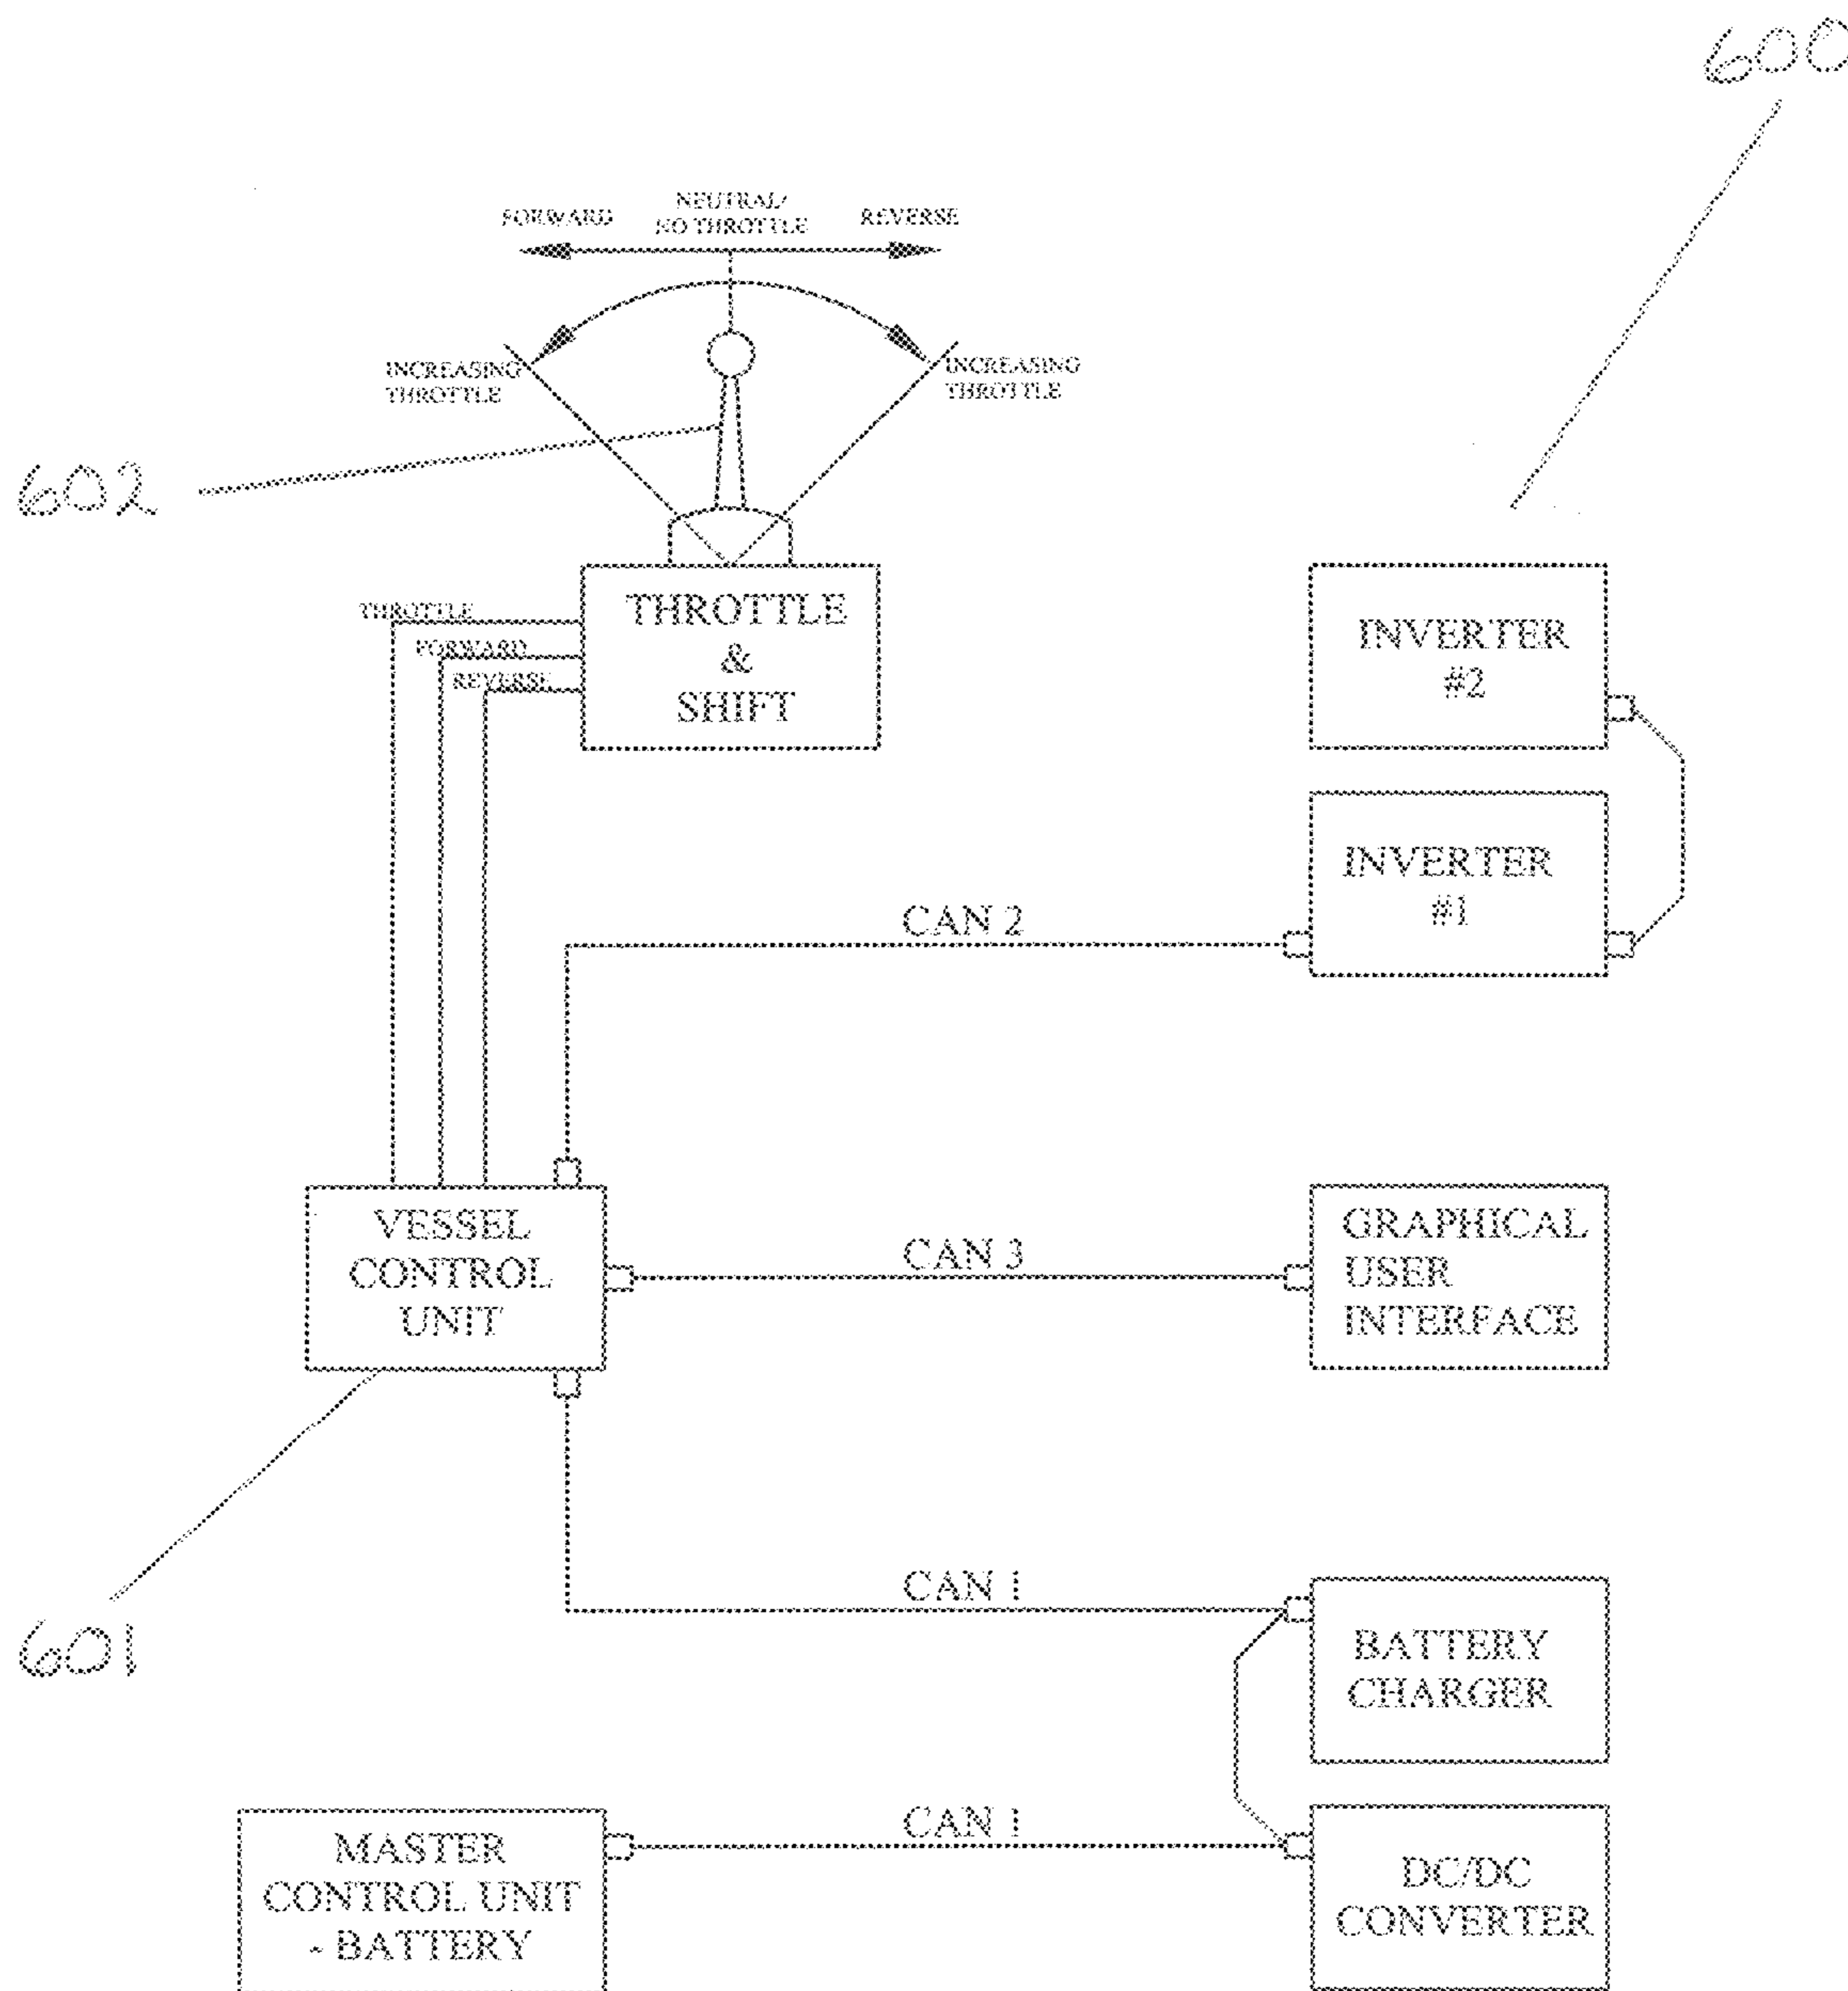 600
FORWARD
NEUTRAL/
NO THROTTLE
REVERSE
INCREASING
THROTTLE
INCREASING
THROTTLE
602
THROTTLE
FORWARD
REVERSE
THROTTLE
&
SHIFT
INVERTER
#2
INVERTER
#1
CAN 2
VESSEL
CONTROL
UNIT
CAN 3
GRAPHICAL
USER
INTERFACE
601
CAN 1
BATTERY
CHARGER
MASTER
CONTROL UNIT
- BATTERY
CAN 1
DC/DC
CONVERTER